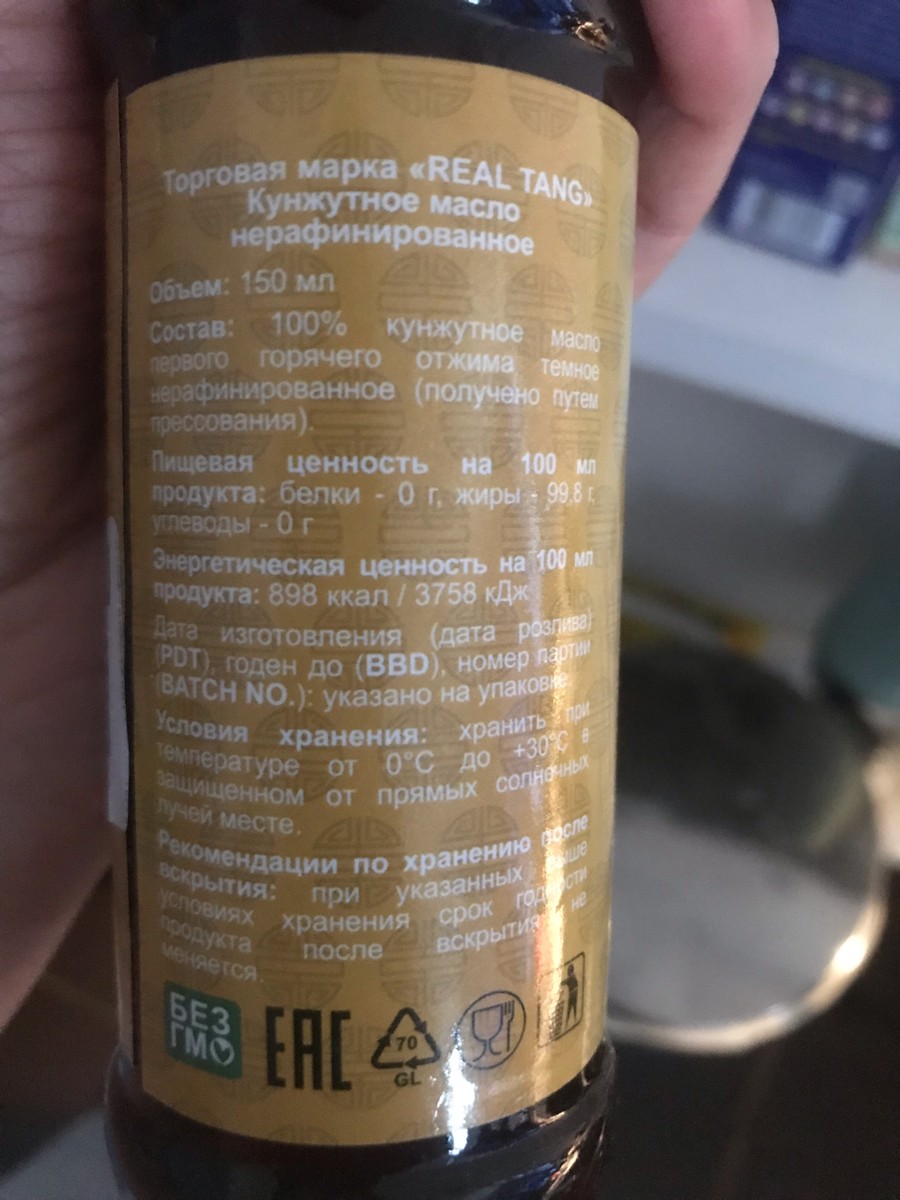 Торговая марка «REAL TANG»
Кунжутное масло
нерафинированное
Объем: 150 мл
Состав: 100% кунжутное масло
первого горячего отжима темное
нерафинированное (получено путем
прессования).
Пищевая ценность на 100 мл
продукта: белки - 0 г, жиры - 99.8 г,
углеводы - 0 г
Энергетическая ценность на 100 мл
продукта: 898 ккал / 3758 кДж
Дата изготовления (дата розлива)
(PDT), годен до (BBD), номер партии
(BATCH NO.): указано на упаковке.
Условия хранения: хранить при
температуре от 0°C до +30°C в
защищенном от прямых солнечных
лучей месте.
Рекомендации по хранению после
вскрытия: при указанных выше
условиях хранения срок годности
продукта после вскрытия не
меняется.
БЕЗ
ГМО
EAC
70
GL